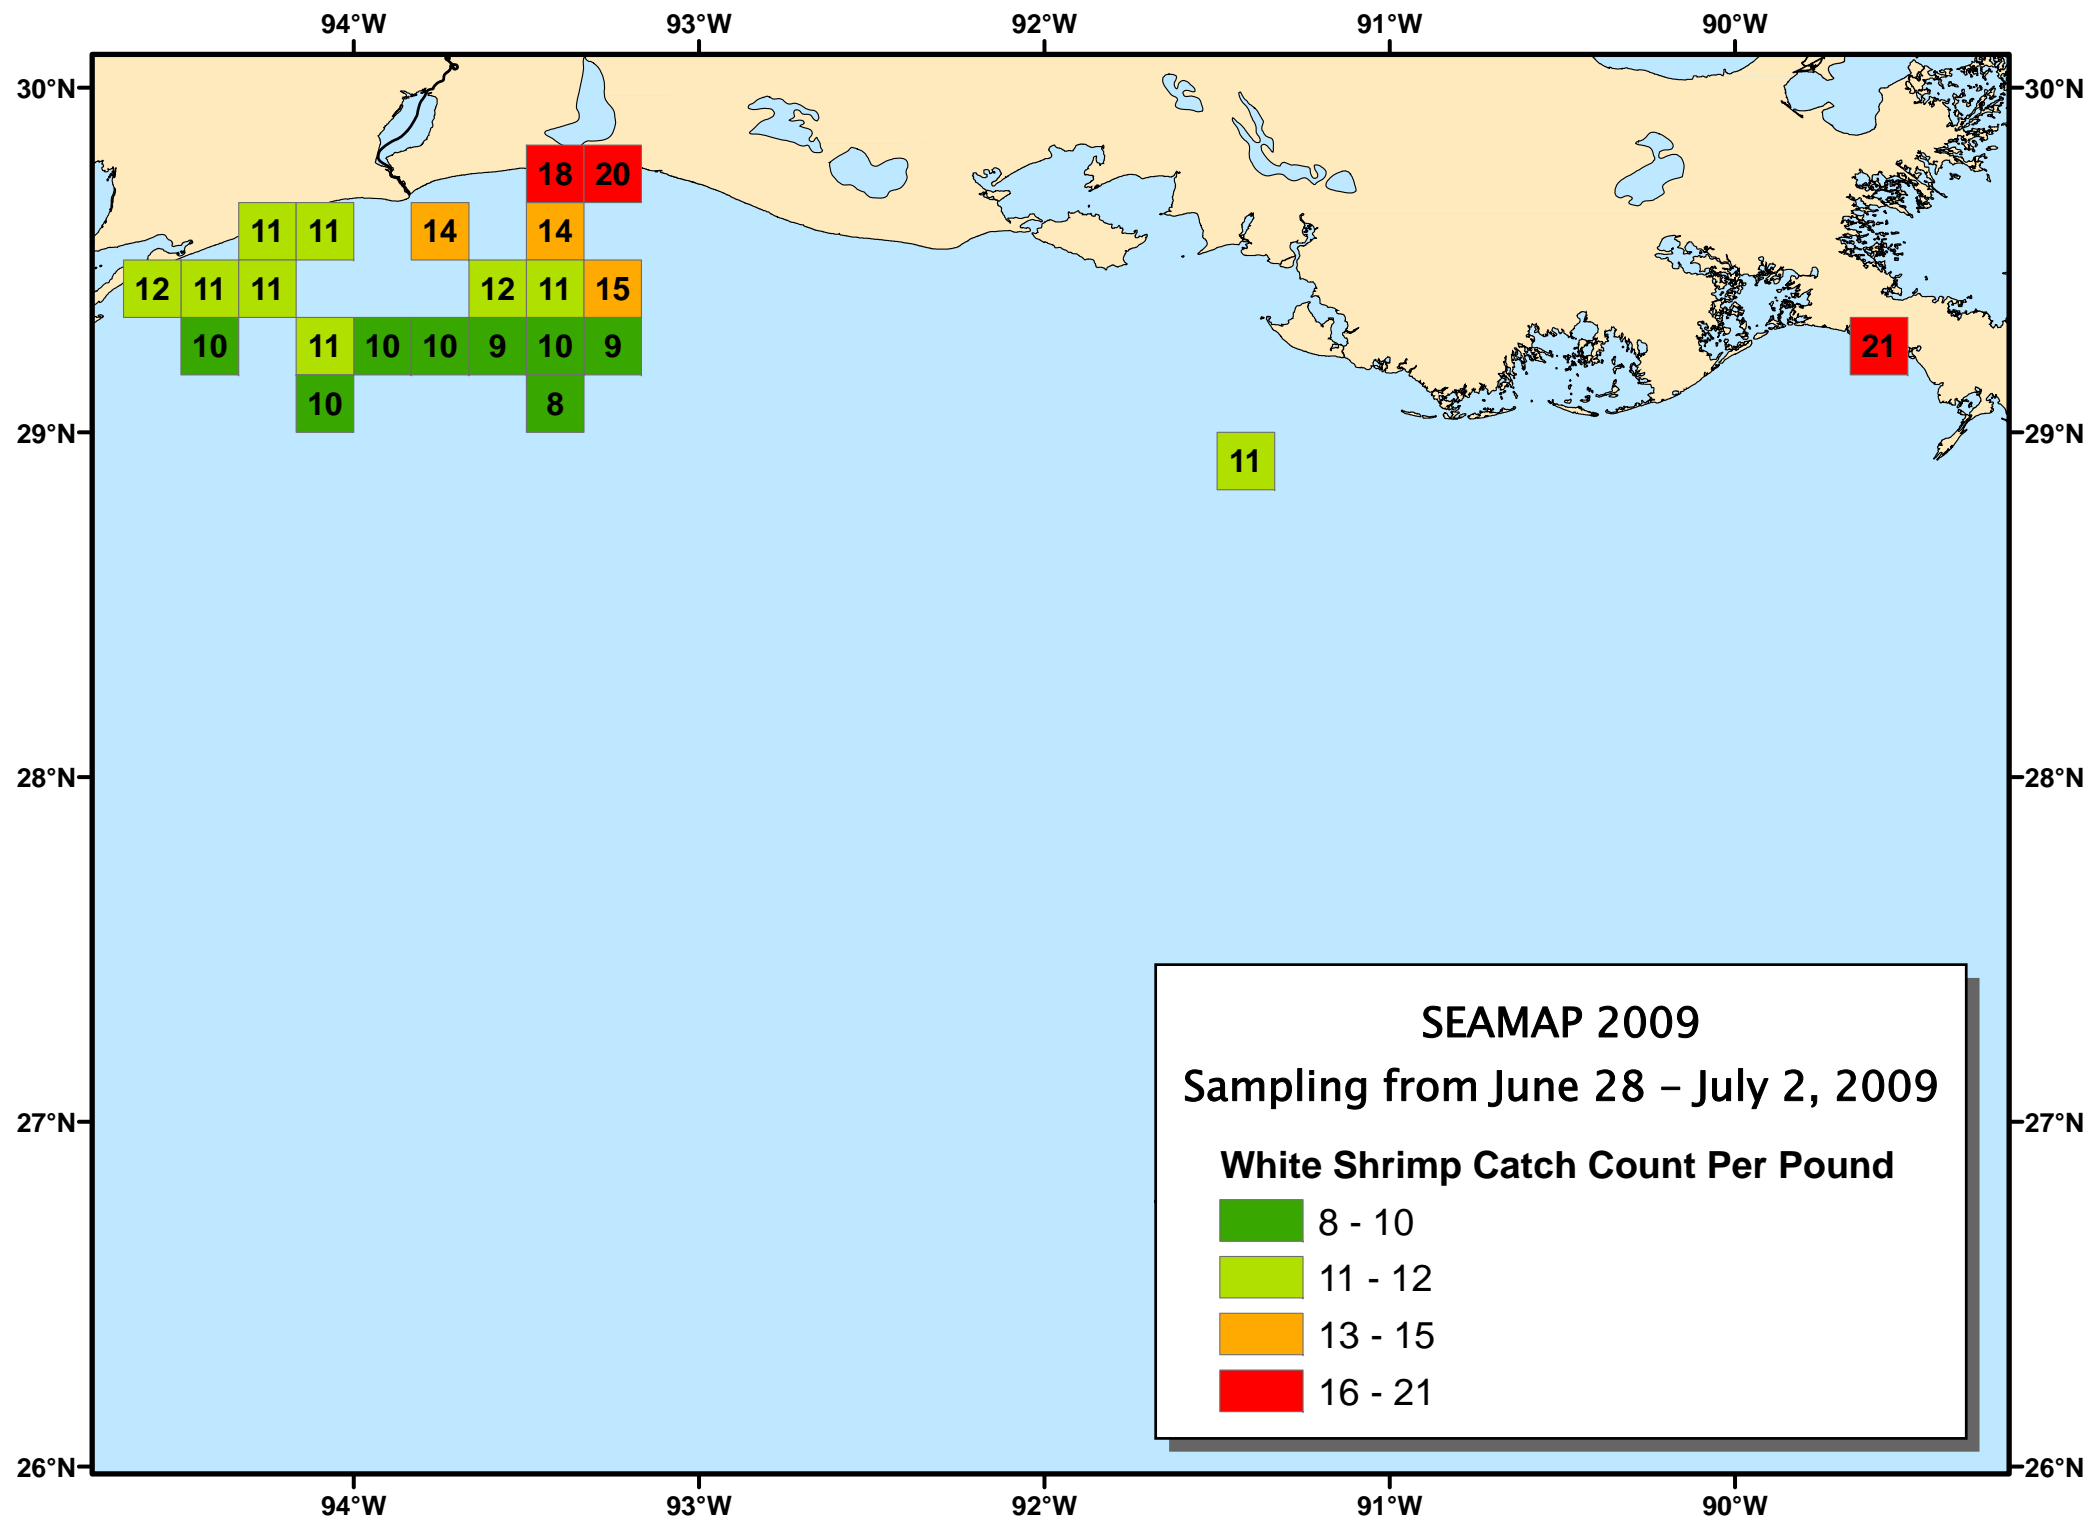 94°W 93°W 92°W 91°W 90°W
30°N 30°N
18 20
11 11 14 14
12 11 11 12 11 15
10 11 10 10 9 10 9 21
10 8
29°N 29°N
11
28°N 28°N
SEAMAP 2009
Sampling from June 28 – July 2, 2009
27°N 27°N
White Shrimp Catch Count Per Pound
8 - 10
11 - 12
13 - 15
16 - 21
26°N 26°N
94°W 93°W 92°W 91°W 90°W